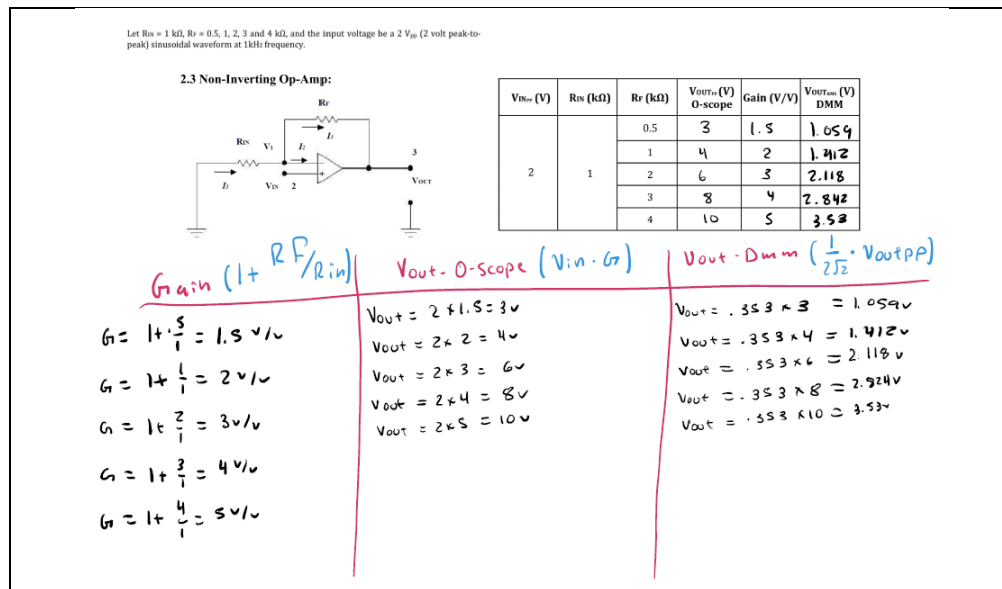 Let RIN = 1 kΩ, RF = 0.5, 1, 2, 3 and 4 kΩ, and the input voltage be a 2 Vpp (2 volt peak-to-
peak) sinusoidal waveform at 1kHz frequency.
2.3 Non-Inverting Op-Amp:
RF
I3
RIN V1 I2
I1 VIN 2
3
VOUT
VINPP (V) RIN (kΩ) RF (kΩ) VOUTPP (V) O-scope Gain (V/V) VOUTRMS (V) DMM
2 1
0.5 3 1.5 1.059
1 4 2 1.412
2 6 3 2.118
3 8 4 2.842
4 10 5 3.53
Gain (1+ RF/Rin)
G= 1+ .5/1 = 1.5 v/v
G= 1+ 1/1 = 2 v/v
G = 1+ 2/1 = 3v/v
G = 1+ 3/1 = 4 v/v
G = 1+ 4/1 = 5v/v
Vout - O-scope (Vin · G)
Vout = 2 * 1.5 = 3v
Vout = 2 x 2 = 4v
Vout = 2 x 3 = 6v
Vout = 2 x 4 = 8v
Vout = 2x5 = 10v
Vout - Dmm (1/2√2 · Voutpp)
Vout = .353 x 3 = 1.059v
Vout = .353 x 4 = 1.412v
Vout = .353 x 6 = 2.118v
Vout = .353 x 8 = 2.824v
Vout = .353 x10 = 3.53v